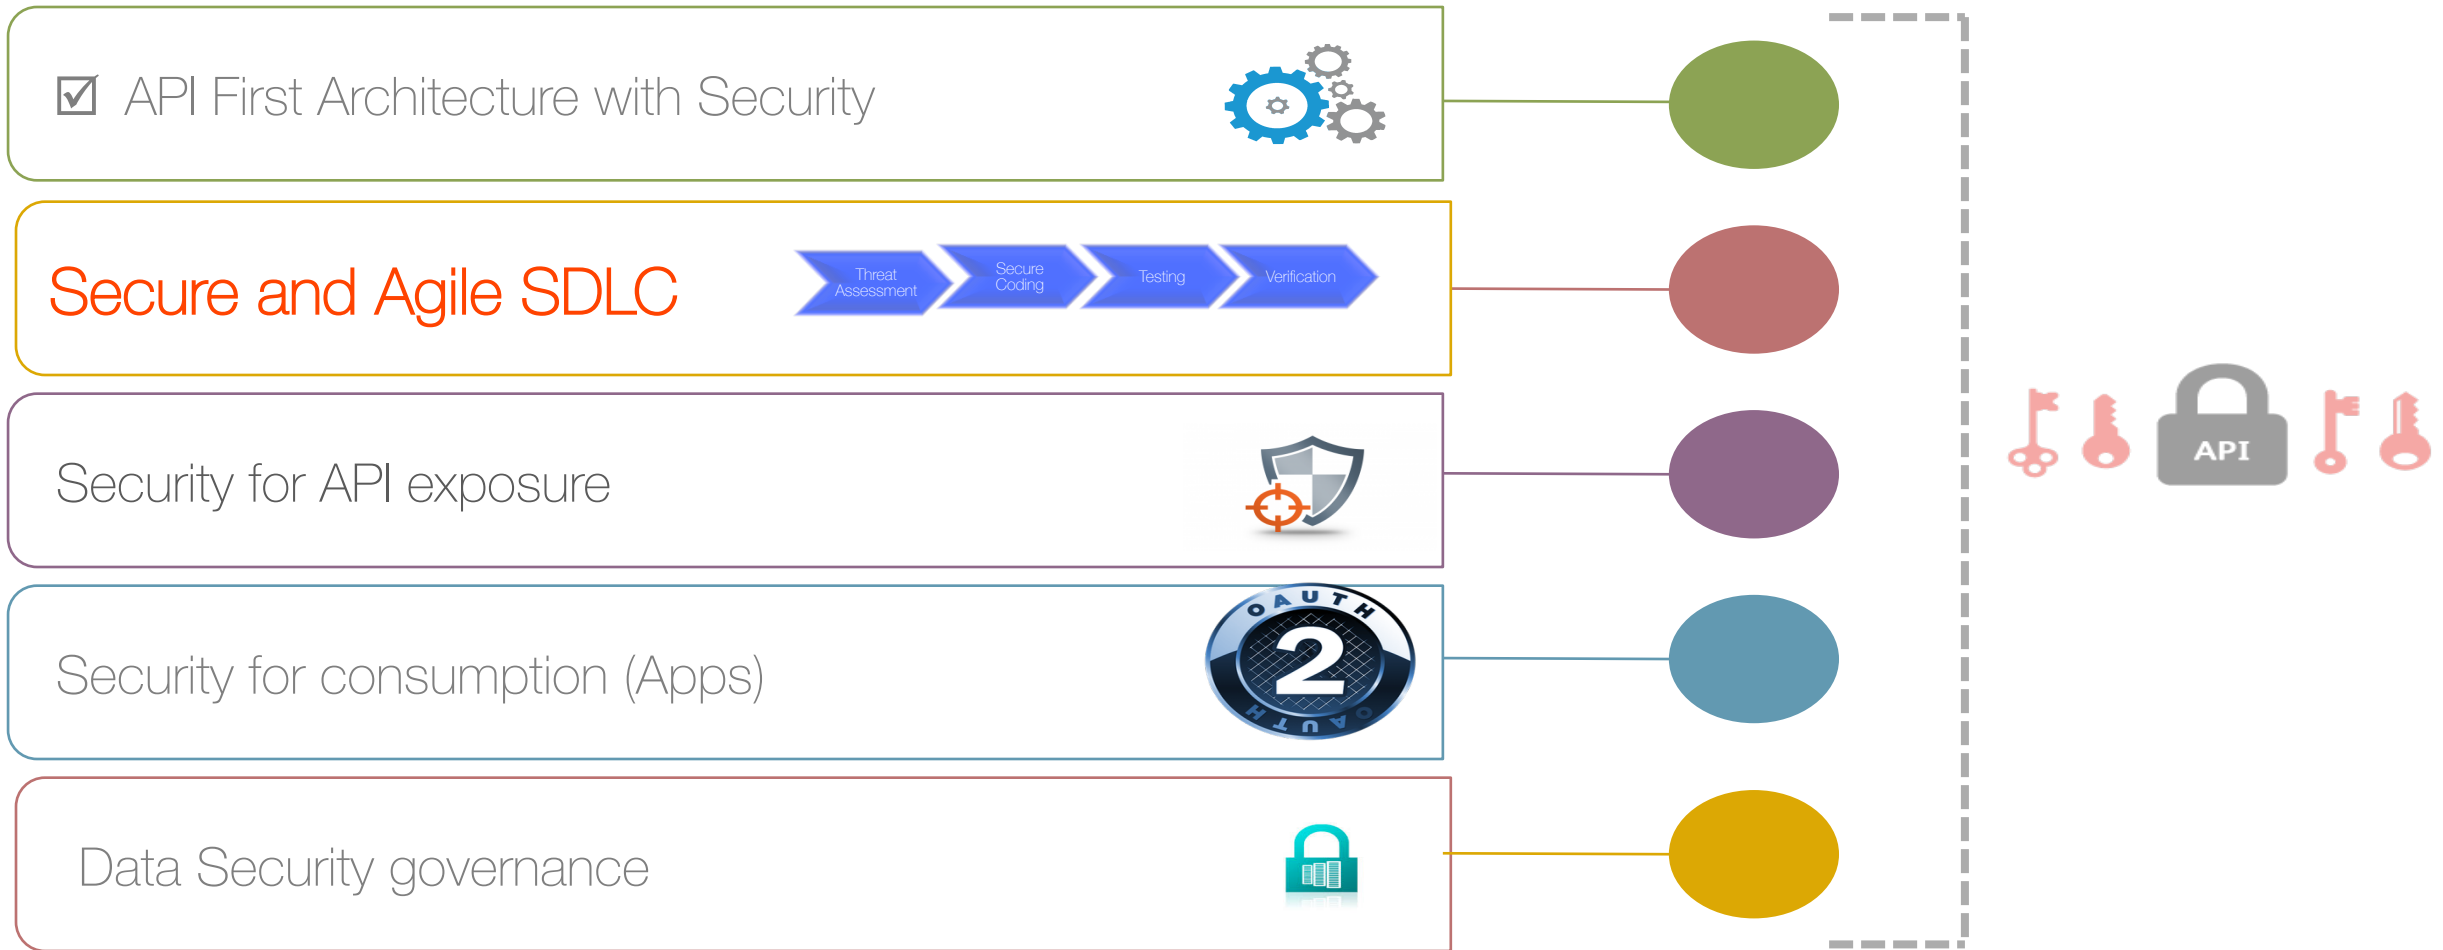 ☑ API First Architecture with Security
Secure and Agile SDLC
Threat
Assessment
Secure
Coding
Testing
Verification
Security for API exposure
API
OAUTH
2
OAUTH
Security for consumption (Apps)
Data Security governance